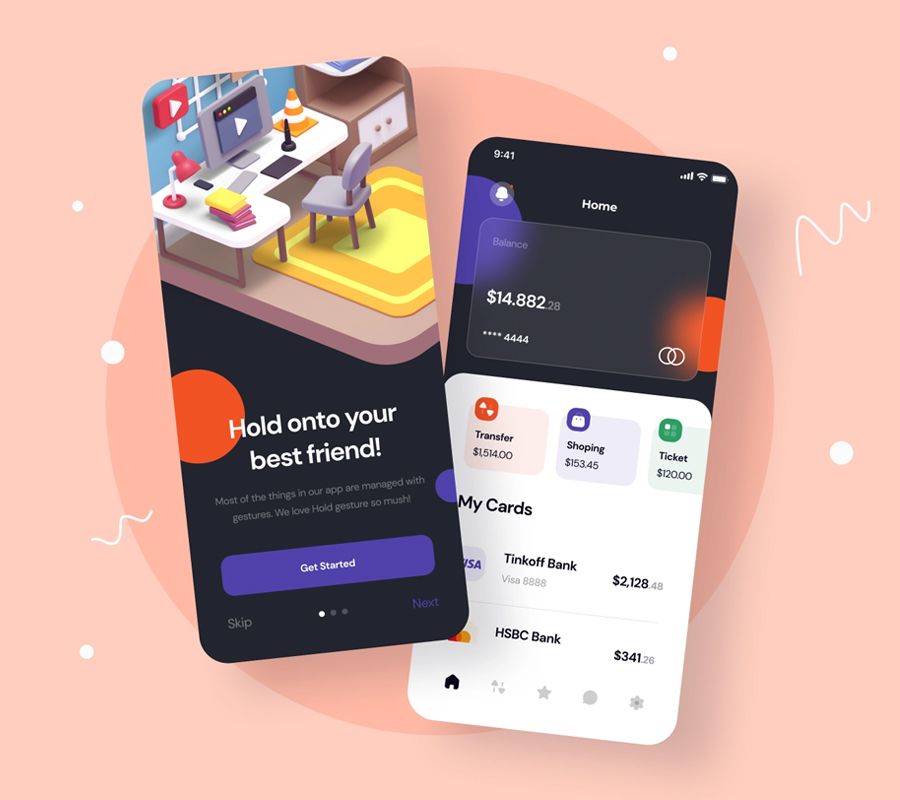 Hold onto your
best friend!
Most of the things in our app are managed with
gestures. We love Hold gesture so mush!
Get Started
Skip
Next
9:41
Home
Balance
$14.882.28
**** 4444
Transfer
$1,514.00
Shoping
$153.45
Ticket
$120.00
My Cards
VISA
Tinkoff Bank
Visa 8888
$2,128.48
HSBC Bank
$341.26